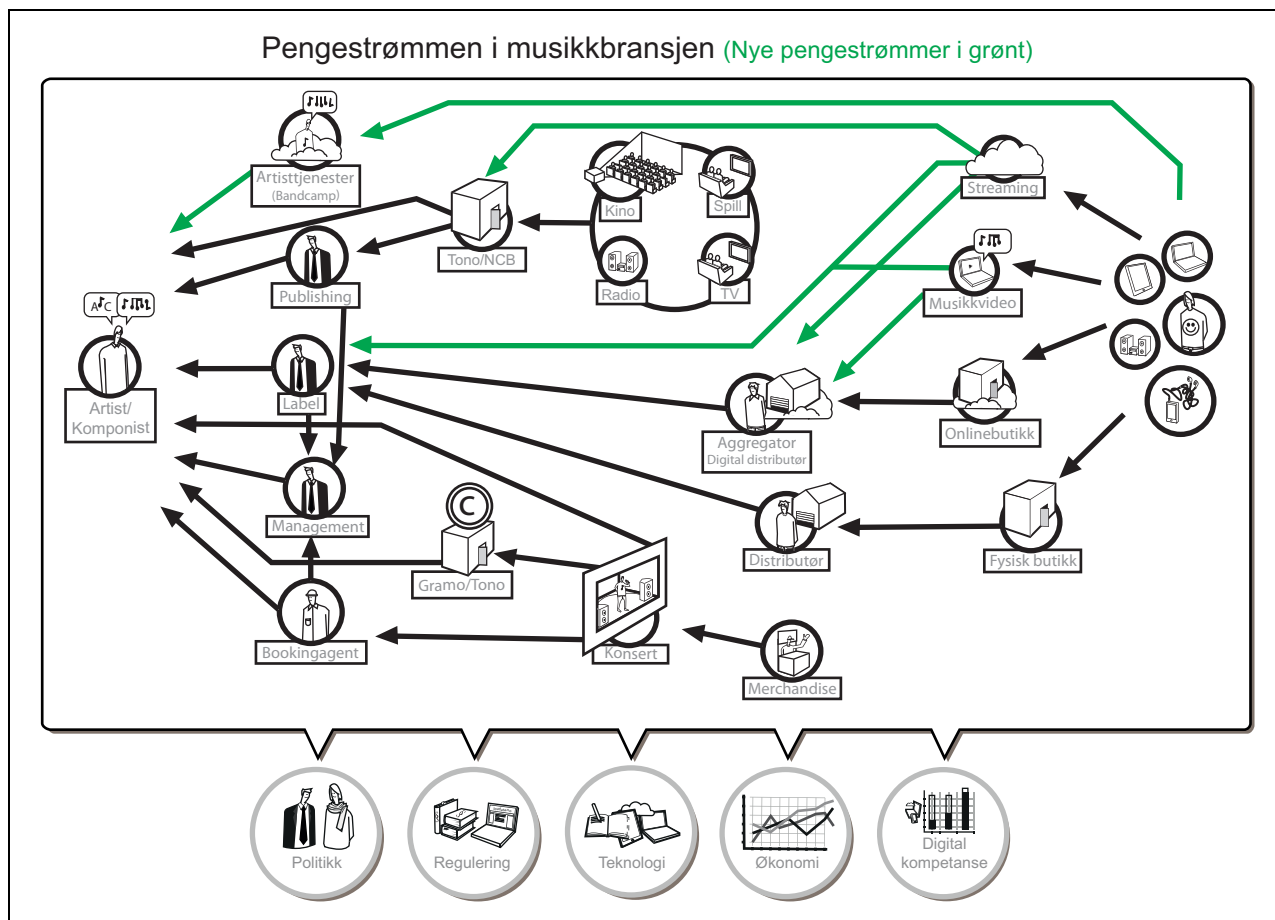 Pengestrømmen i musikkbransjen (Nye pengestrømmer i grønt)
Artisttjenester
(Bandcamp)
Tono/NCB
Kino
Spill
Streaming
Publishing
Radio
TV
Musikkvideo
A C
Artist/
Komponist
Label
Aggregator
Digital distributør
Onlinebutikk
Management
C
Gramo/Tono
Distributør
Fysisk butikk
Bookingagent
Konsert
Merchandise
Politikk
Regulering
Teknologi
Økonomi
Digital
kompetanse